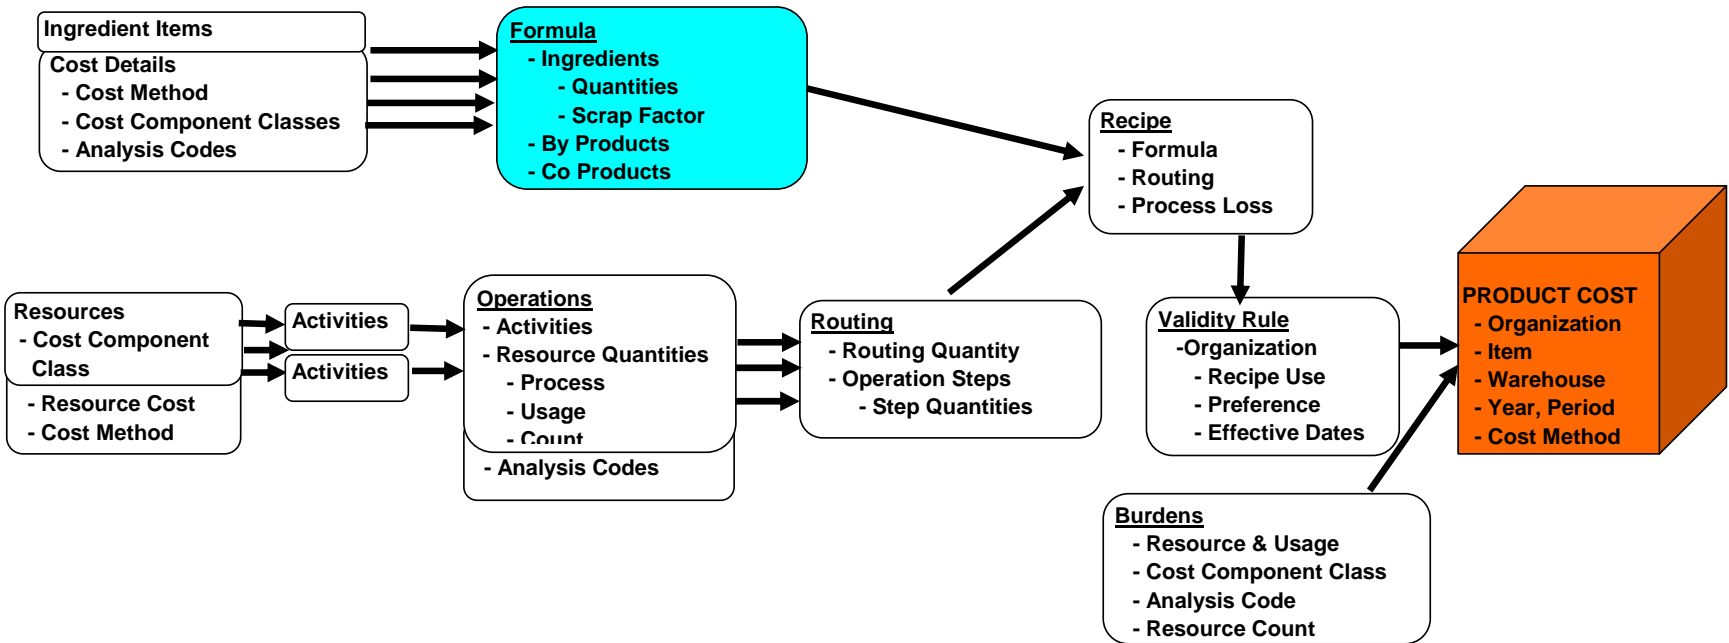 Ingredient Items
Cost Details
- Cost Method
- Cost Component Classes
- Analysis Codes
Formula
- Ingredients
- Quantities
- Scrap Factor
- By Products
- Co Products
Recipe
- Formula
- Routing
- Process Loss
Resources
- Cost Component
Class
- Resource Cost
- Cost Method
Activities
Activities
Operations
- Activities
- Resource Quantities
- Process
- Usage
- Count
- Analysis Codes
Routing
- Routing Quantity
- Operation Steps
- Step Quantities
Validity Rule
-Organization
- Recipe Use
- Preference
- Effective Dates
PRODUCT COST
- Organization
- Item
- Warehouse
- Year, Period
- Cost Method
Burdens
- Resource & Usage
- Cost Component Class
- Analysis Code
- Resource Count